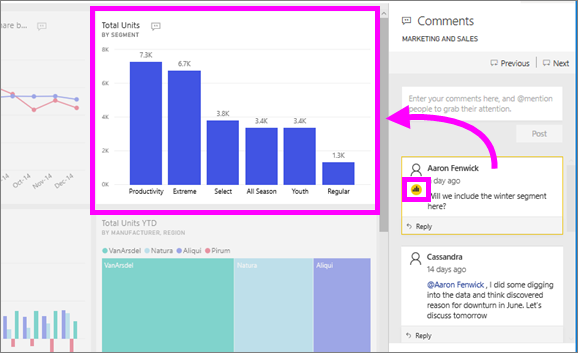 are b...
Oct-14
Nov-14
Dec-14
Total Units
BY SEGMENT
8K
6K
4K
2K
0K
7.3K
6.7K
3.8K
3.4K
3.4K
1.3K
Productivity Extreme Select All Season Youth Regular
Total Units YTD
BY MANUFACTURER, REGION
VanArsdel Natura Aliqui Pirum
VanArsdel Natura Aliqui
Comments
MARKETING AND SALES
Previous Next
Enter your comments here, and @mention
people to grab their attention.
Post
Aaron Fenwick
day ago
Will we include the winter segment
here?
Reply
Cassandra
14 days ago
@Aaron Fenwick , I did some digging
into the data and think discovered
reason for downturn in June. Let's
discuss tomorrow
Reply